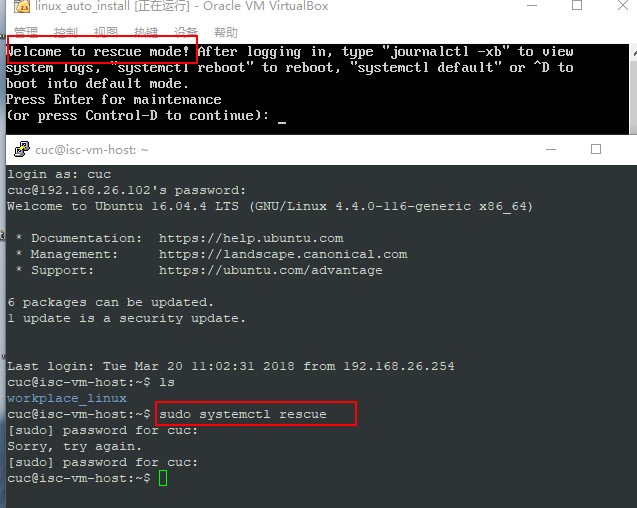 linux_auto_install [正在运行] - Oracle VM VirtualBox
管理 控制 视图 热键 设备 帮助
Welcome to rescue mode! After logging in, type "journalctl -xb" to view
system logs, "systemctl reboot" to reboot, "systemctl default" or ^D to
boot into default mode.
Press Enter for maintenance
(or press Control-D to continue): _
cuc@isc-vm-host: ~
login as: cuc
cuc@192.168.26.102's password:
Welcome to Ubuntu 16.04.4 LTS (GNU/Linux 4.4.0-116-generic x86_64)
* Documentation: https://help.ubuntu.com
* Management: https://landscape.canonical.com
* Support: https://ubuntu.com/advantage
6 packages can be updated.
1 update is a security update.
Last login: Tue Mar 20 11:02:31 2018 from 192.168.26.254
cuc@isc-vm-host:~$ ls
workplace_linux
cuc@isc-vm-host:~$ sudo systemctl rescue
[sudo] password for cuc:
Sorry, try again.
[sudo] password for cuc:
cuc@isc-vm-host:~$